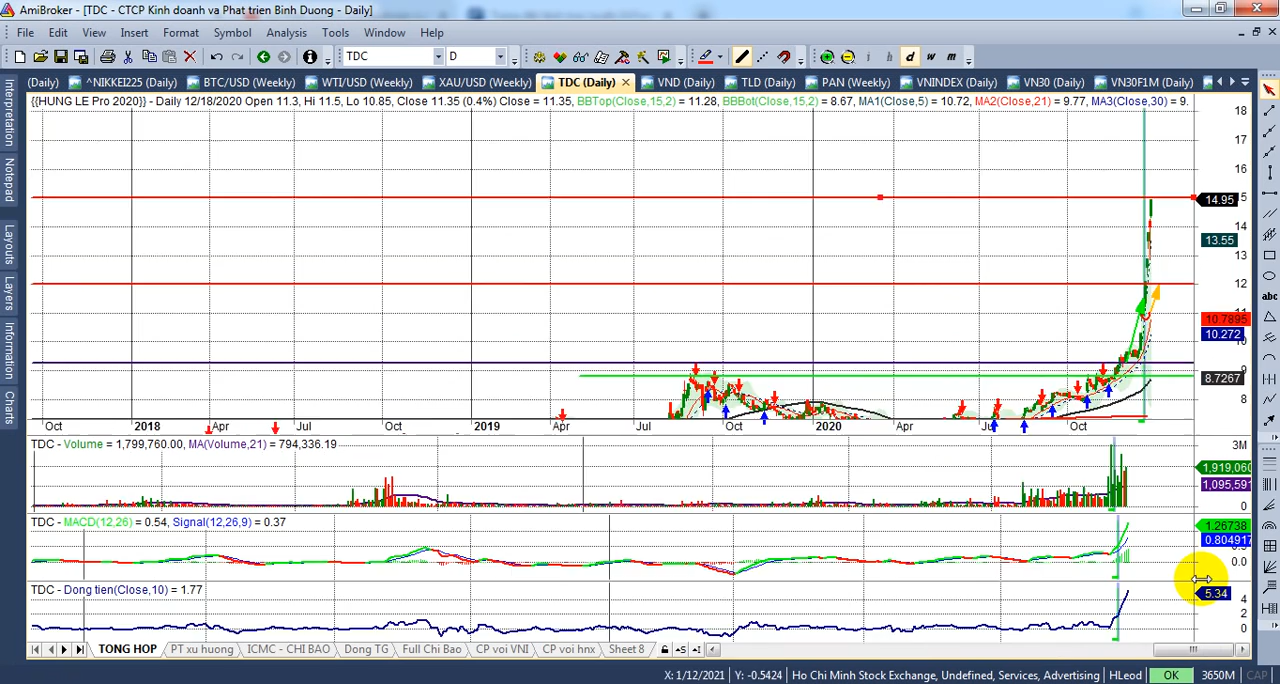 AmiBroker - [TDC - CTCP Kinh doanh va Phat trien Binh Duong - Daily]
File Edit View Insert Format Symbol Analysis Tools Window Help
TDC D d w m
(Daily) ^NIKKEI225 (Daily) BTC/USD (Weekly) WTI/USD (Weekly) XAU/USD (Weekly) TDC (Daily) VND (Daily) TLD (Daily) PAN (Weekly) VNINDEX (Daily) VN30 (Daily) VN30F1M (Daily)
{{HUNG LE Pro 2020}} - Daily 12/18/2020 Open 11.3, Hi 11.5, Lo 10.85, Close 11.35 (0.4%) Close = 11.35, BBTop(Close,15,2) = 11.28, BBBot(Close,15,2) = 8.67, MA1(Close,5) = 10.72, MA2(Close,21) = 9.77, MA3(Close,30) = 9.
Interpretation
Notepad
Layouts
Layers
Information
Charts
abc
18
17
16
5
14.95
14
13.55
13
12
10.7895
10.272
10
9
8.7267
8
Oct 2018 Apr Jul Oct 2019 Apr Jul Oct 2020 Apr Jul Oct
TDC - Volume = 1,799,760.00, MA(Volume,21) = 794,336.19
3M
1,919,060
1,095,591
0
TDC - MACD(12,26) = 0.54, Signal(12,26,9) = 0.37
1.26738
0.804917
0.0
TDC - Dong tien(Close,10) = 1.77
5.34
4
2
0
TONG HOP PT xu huong ICMC - CHI BAO Dong TG Full Chi Bao CP voi VNI CP voi hnx Sheet 8
X: 1/12/2021 Y: -0.5424 Ho Chi Minh Stock Exchange, Undefined, Services, Advertising HLeod OK 3650M CAP